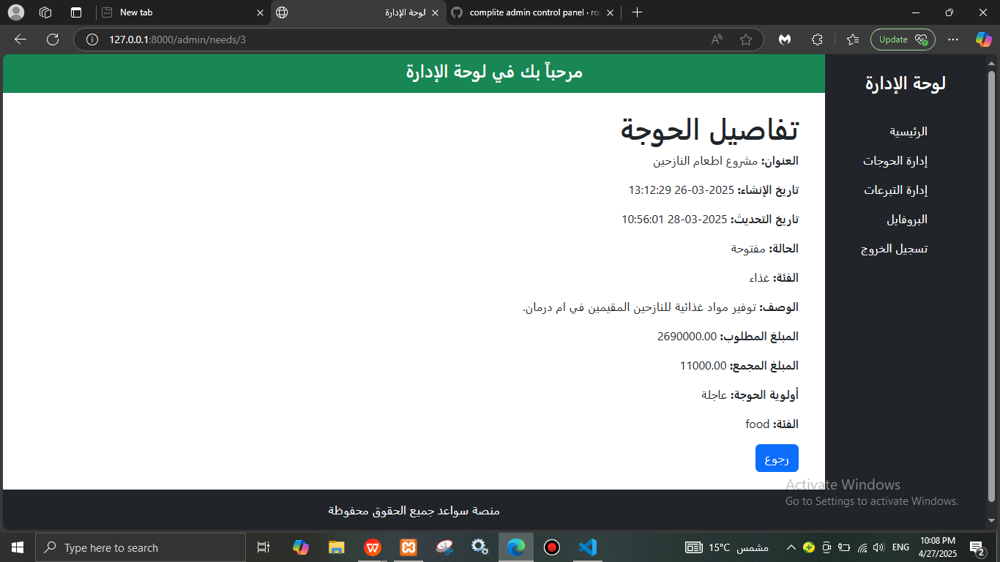 New tab
لوحة الإدارة
complite admin control panel · ro
127.0.0.1:8000/admin/needs/3
Update
مرحباً بك في لوحة الإدارة
لوحة الإدارة
الرئيسية
إدارة الحوجات
إدارة التبرعات
البروفايل
تسجيل الخروج
تفاصيل الحوجة
العنوان: مشروع اطعام النازحين
تاريخ الإنشاء: 2025-03-26 13:12:29
تاريخ التحديث: 2025-03-28 10:56:01
الحالة: مفتوحة
الفئة: غذاء
الوصف: توفير مواد غذائية للنازحين المقيمين في ام درمان.
المبلغ المطلوب: 2690000.00
المبلغ المجمع: 11000.00
أولوية الحوجة: عاجلة
الفئة: food
رجوع
Activate Windows
Go to Settings to activate Windows.
منصة سواعد جميع الحقوق محفوظة
Type here to search
15°C مشمس
ENG
10:08 PM
4/27/2025
2